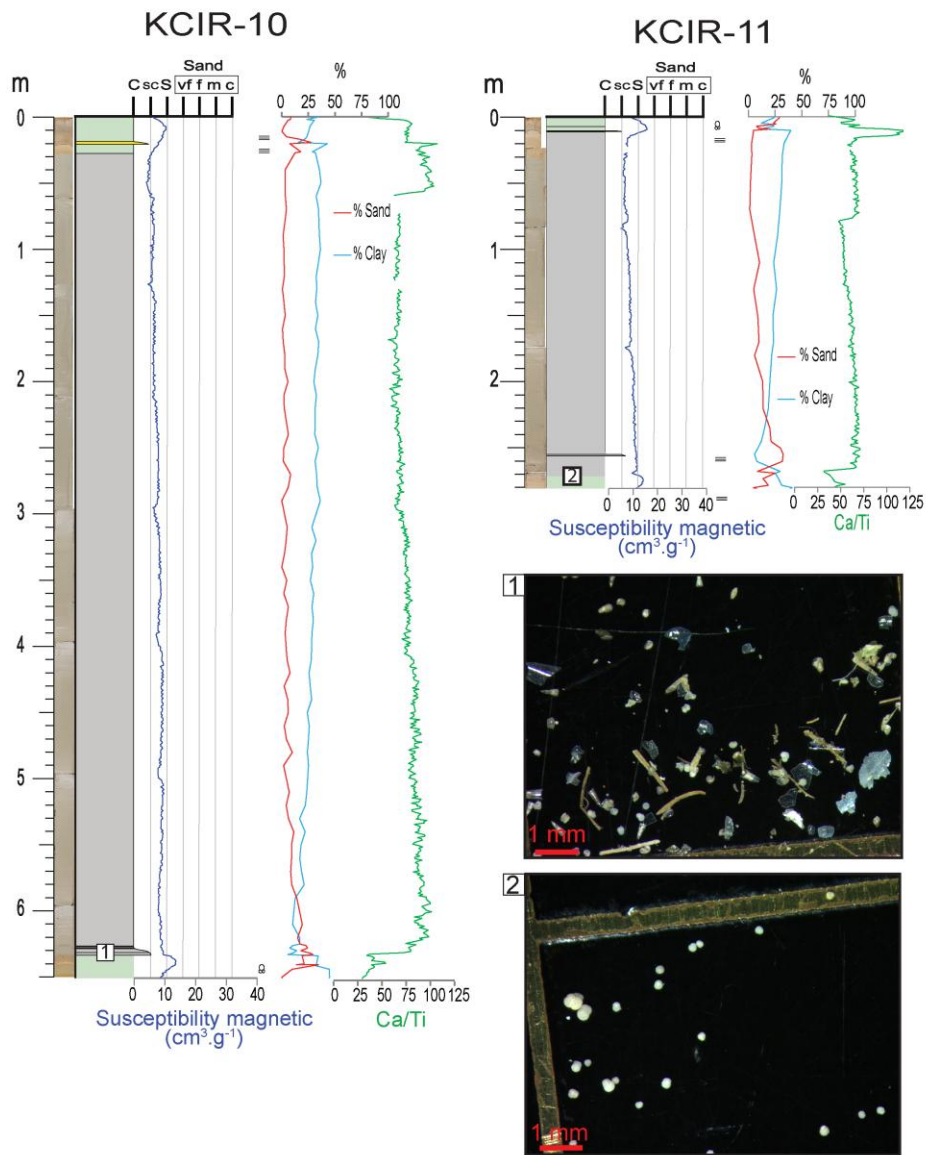 KCIR-10
m
Sand
C sc S vf f m c
%
0 25 50 75 100
0
1
2
3
4
5
6
% Sand
% Clay
1
0 10 20 30 40
Susceptibility magnetic
(cm³.g⁻¹)
0 25 50 75 100 125
Ca/Ti
KCIR-11
m
Sand
C sc S vf f m c
%
0 25 50 75 100
0
1
2
% Sand
% Clay
2
0 10 20 30 40
Susceptibility magnetic
(cm³.g⁻¹)
0 25 50 75 100 125
Ca/Ti
1
1 mm
2
1 mm